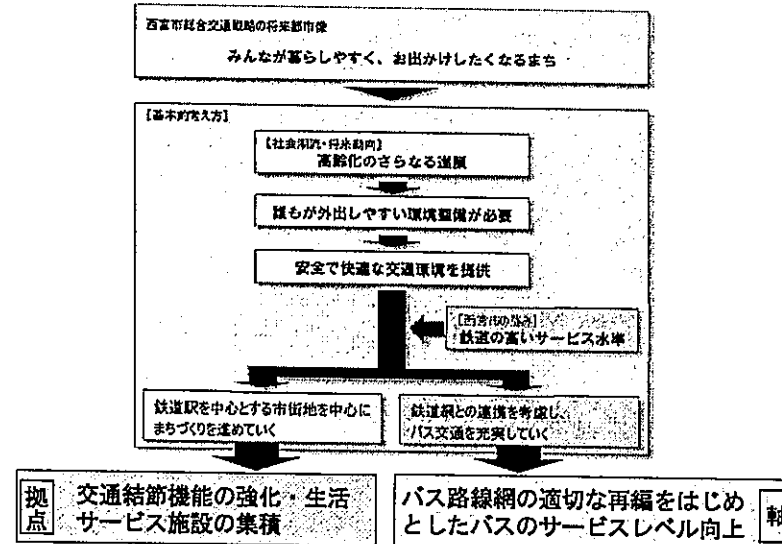 西宮市総合交通戦略の将来都市像
みんなが暮らしやすく、お出かけしたくなるまち
【基本的考え方】
【社会潮流・将来動向】
高齢化のさらなる進展
誰もが外出しやすい環境整備が必要
安全で快適な交通環境を提供
【西宮市の強み】
鉄道の高いサービス水準
鉄道駅を中心とする市街地を中心に
まちづくりを進めていく
鉄道網との連携を考慮し、
バス交通を充実していく
拠点
交通結節機能の強化・生活
サービス施設の集積
バス路線網の適切な再編をはじめ
としたバスのサービスレベル向上
軸